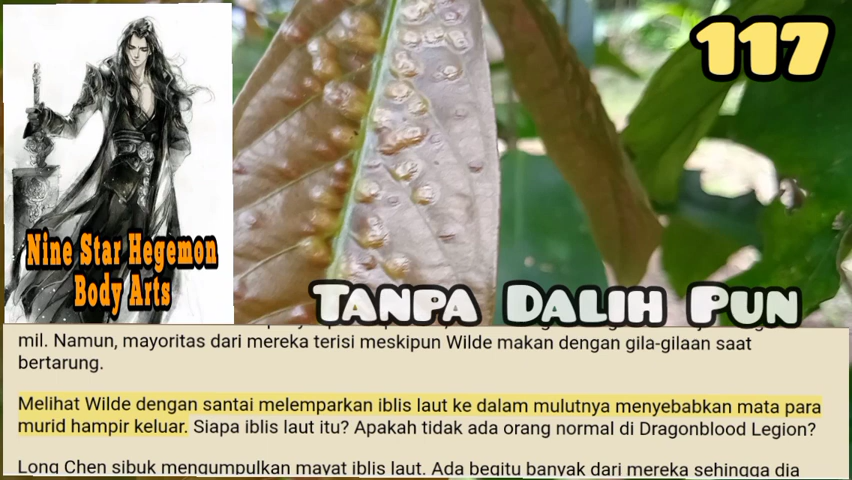 117
Nine Star Hegemon
Body Arts
Tanpa Dalih Pun
mil. Namun, mayoritas dari mereka terisi meskipun Wilde makan dengan gila-gilaan saat
bertarung.
Melihat Wilde dengan santai melemparkan iblis laut ke dalam mulutnya menyebabkan mata para
murid hampir keluar. Siapa iblis laut itu? Apakah tidak ada orang normal di Dragonblood Legion?
Long Chen sibuk mengumpulkan mayat iblis laut. Ada begitu banyak dari mereka sehingga dia